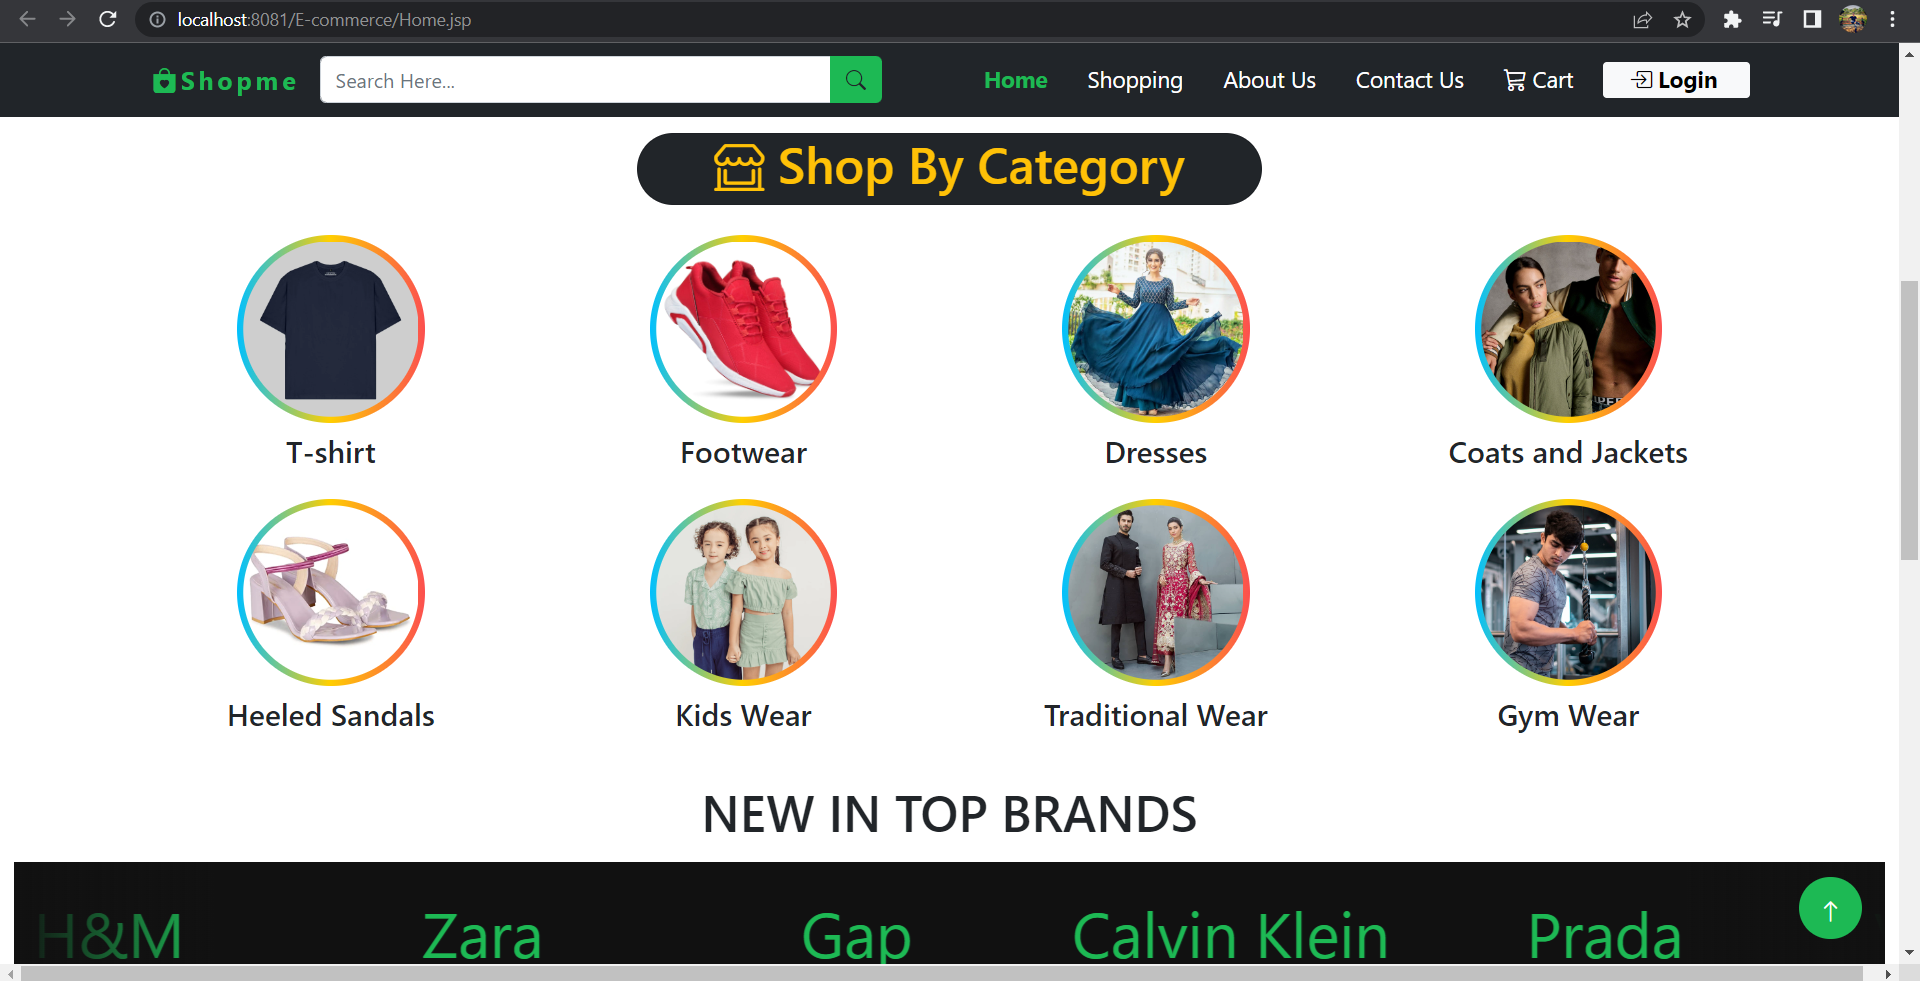 localhost:8081/E-commerce/Home.jsp
Shopme
Search Here...
Home
Shopping
About Us
Contact Us
Cart
Login
Shop By Category
T-shirt
Footwear
Dresses
Coats and Jackets
Heeled Sandals
Kids Wear
Traditional Wear
Gym Wear
NEW IN TOP BRANDS
H&M
Zara
Gap
Calvin Klein
Prada